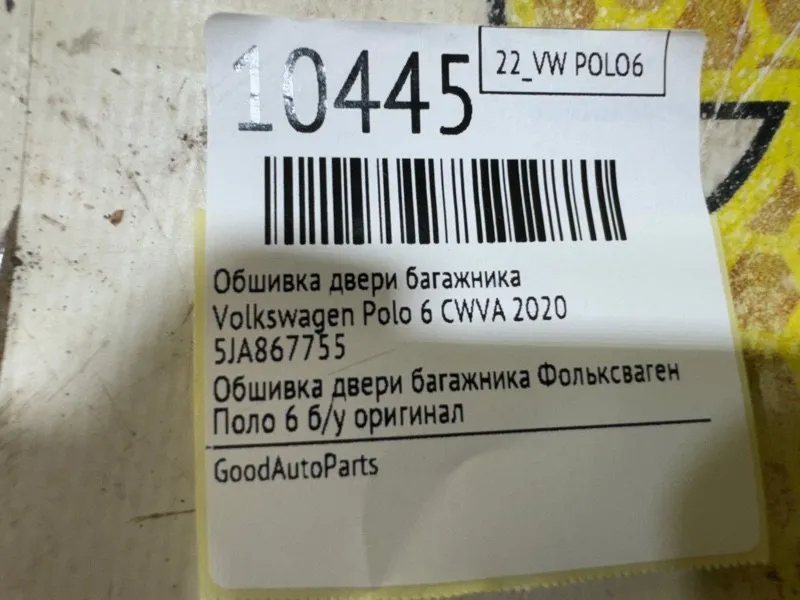 10445
22_VW POLO6
Обшивка двери багажника
Volkswagen Polo 6 CWVA 2020
5JA867755
Обшивка двери багажника Фольксваген
Поло 6 б/у оригинал
GoodAutoParts